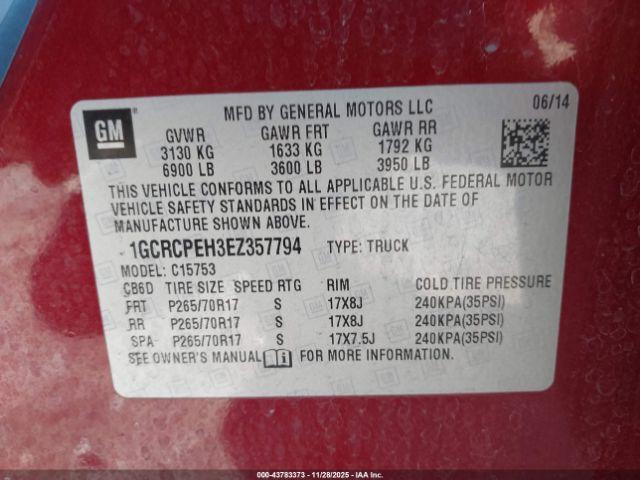 GM
MFD BY GENERAL MOTORS LLC 06/14
GVWR GAWR FRT GAWR RR
3130 KG 1633 KG 1792 KG
6900 LB 3600 LB 3950 LB
THIS VEHICLE CONFORMS TO ALL APPLICABLE U.S. FEDERAL MOTOR
VEHICLE SAFETY STANDARDS IN EFFECT ON THE DATE OF
MANUFACTURE SHOWN ABOVE.
1GCRCPEH3EZ357794 TYPE: TRUCK
MODEL: C15753
CB6D TIRE SIZE SPEED RTG RIM COLD TIRE PRESSURE
FRT P265/70R17 S 17X8J 240KPA(35PSI)
RR P265/70R17 S 17X8J 240KPA(35PSI)
SPA P265/70R17 S 17X7.5J 240KPA(35PSI)
SEE OWNER'S MANUAL FOR MORE INFORMATION.
000-43783373 | 11/28/2025 - IAA, Inc.